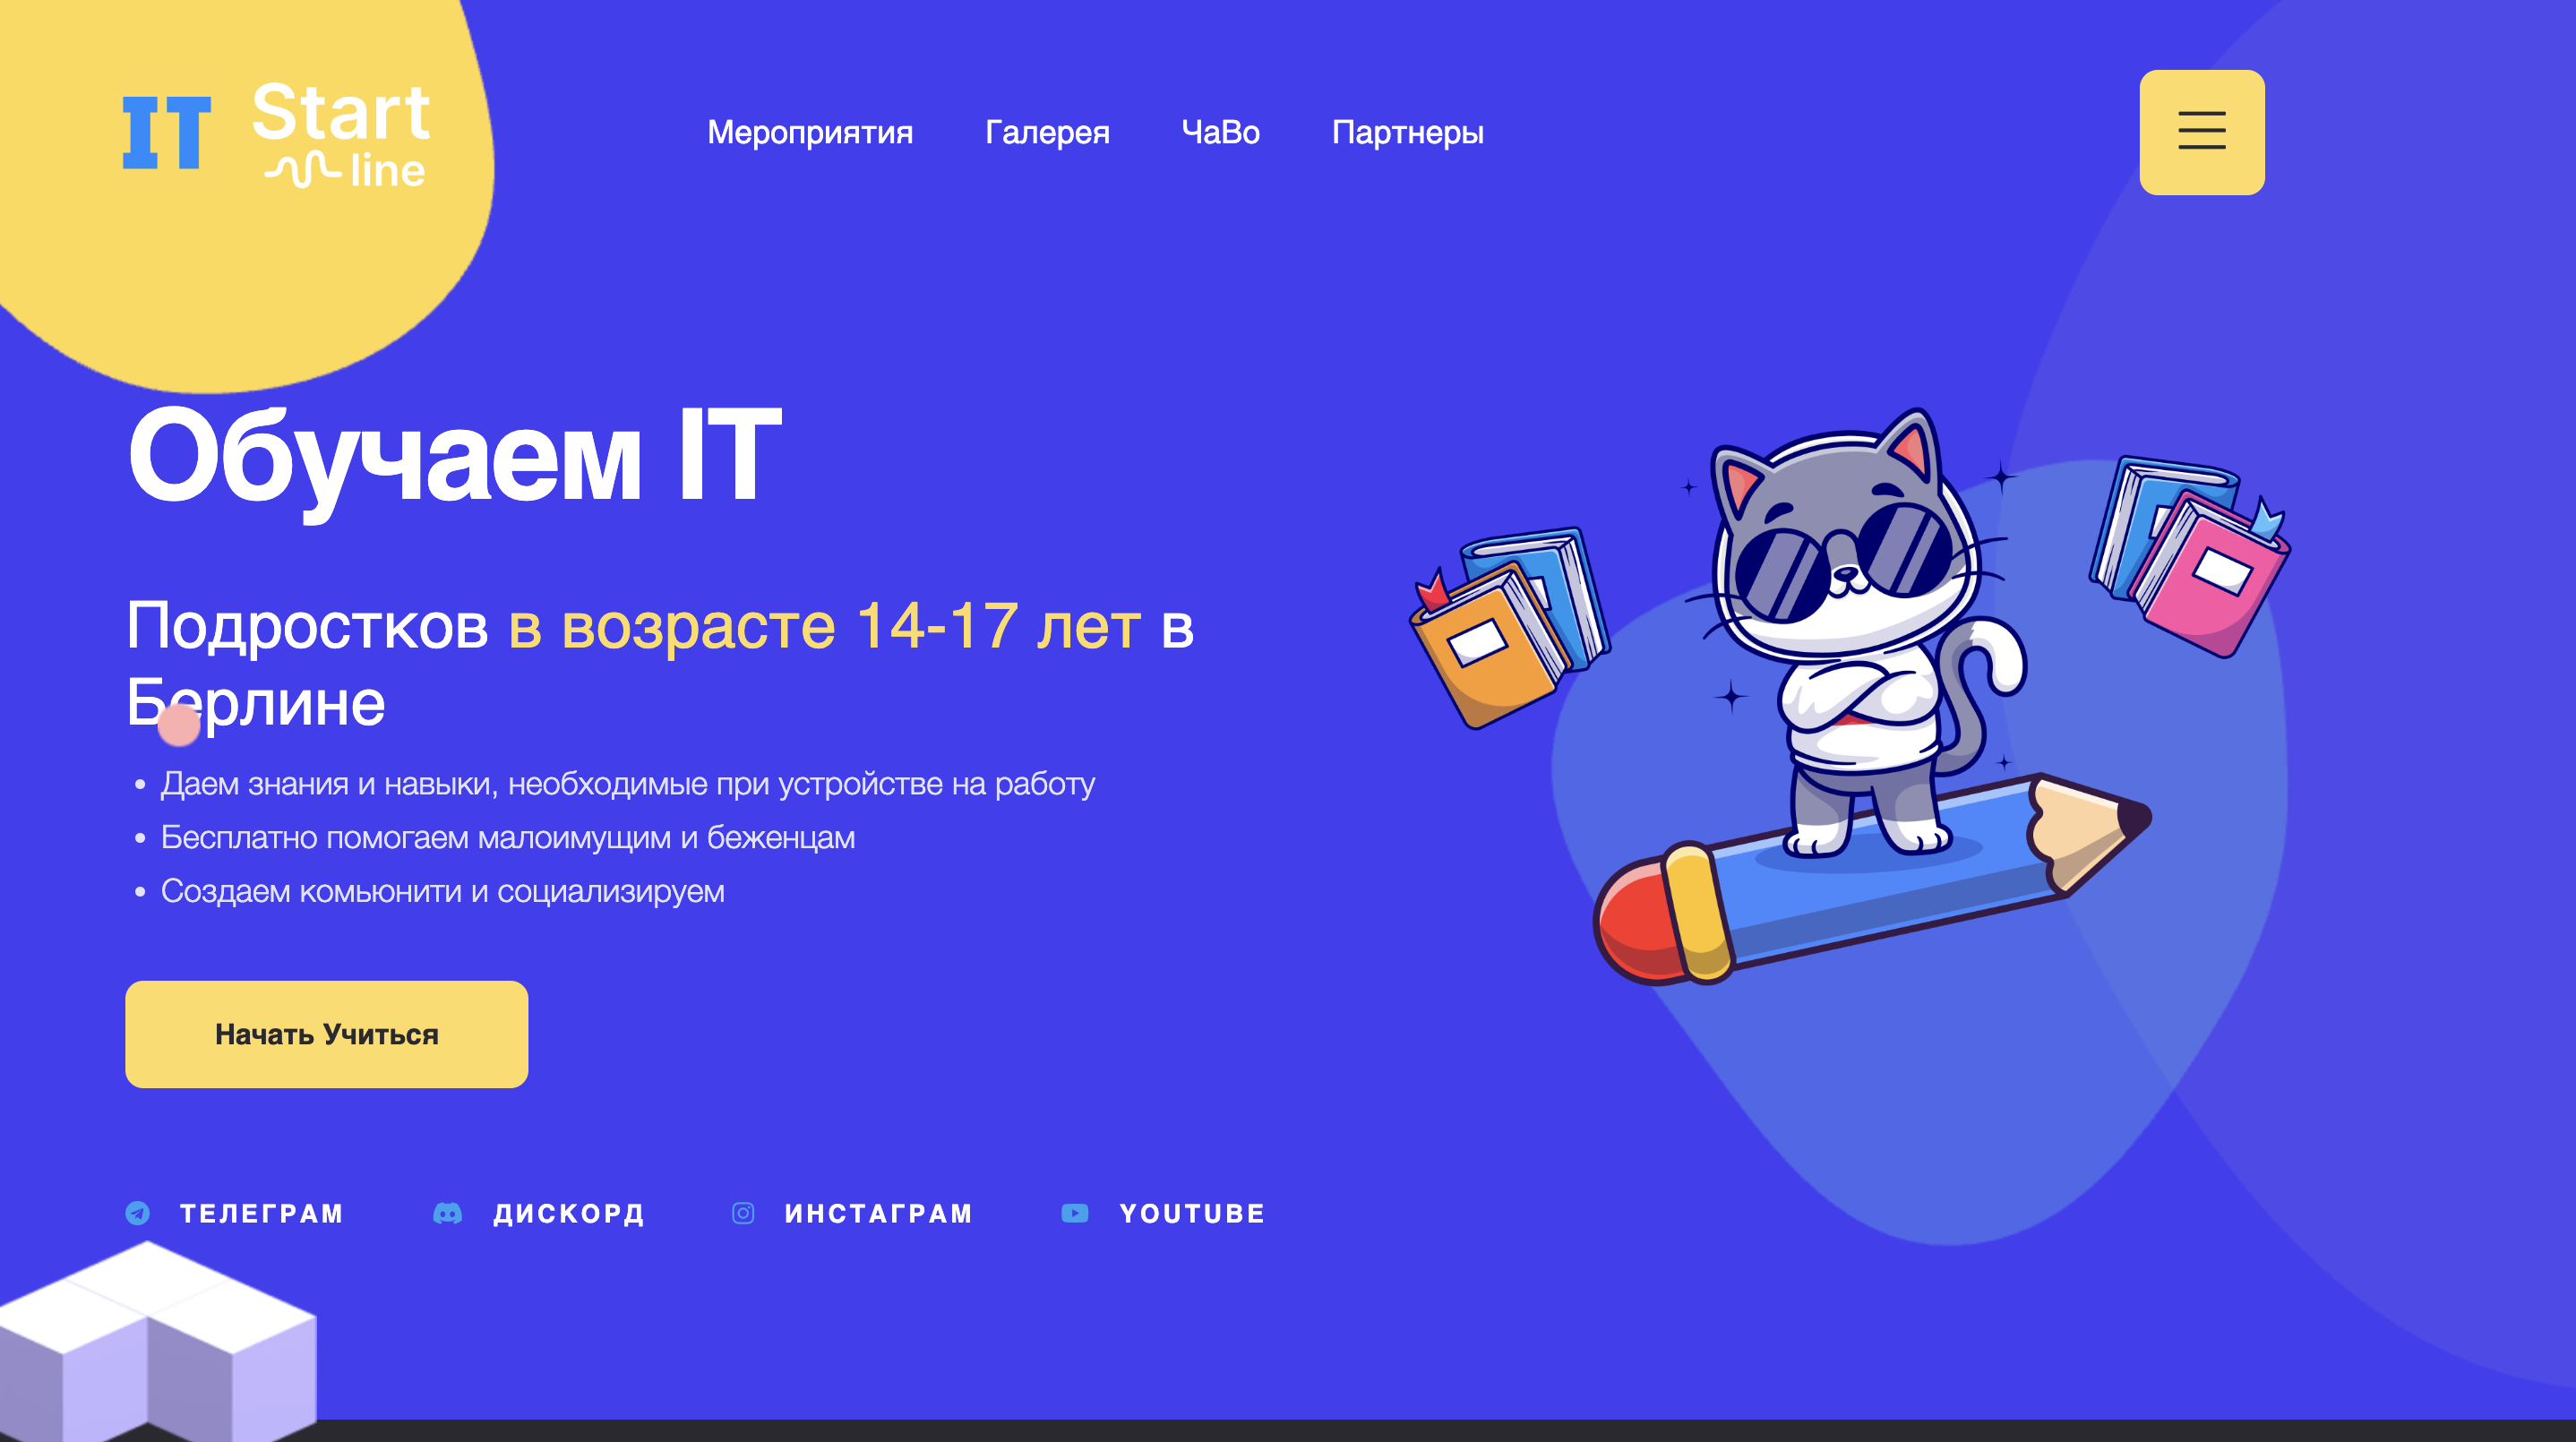 IT Start
line
Мероприятия Галерея ЧаВо Партнеры
Обучаем IT
Подростков в возрасте 14-17 лет в
Берлине
Даем знания и навыки, необходимые при устройстве на работу
Бесплатно помогаем малоимущим и беженцам
Создаем комьюнити и социализируем
Начать Учиться
ТЕЛЕГРАМ ДИСКОРД ИНСТАГРАМ YOUTUBE